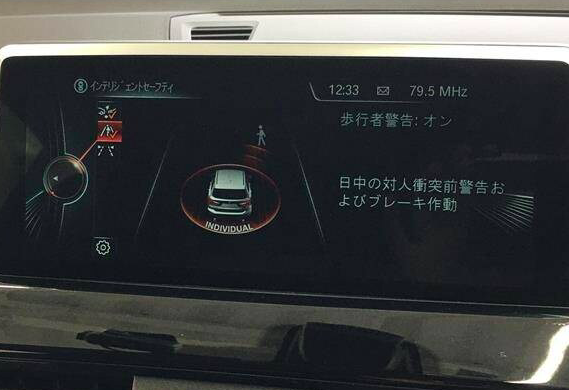 インテリジェントセーフティ
12:33 79.5 MHz
歩行者警告: オン
日中の対人衝突前警告お
よびブレーキ作動
INDIVIDUAL